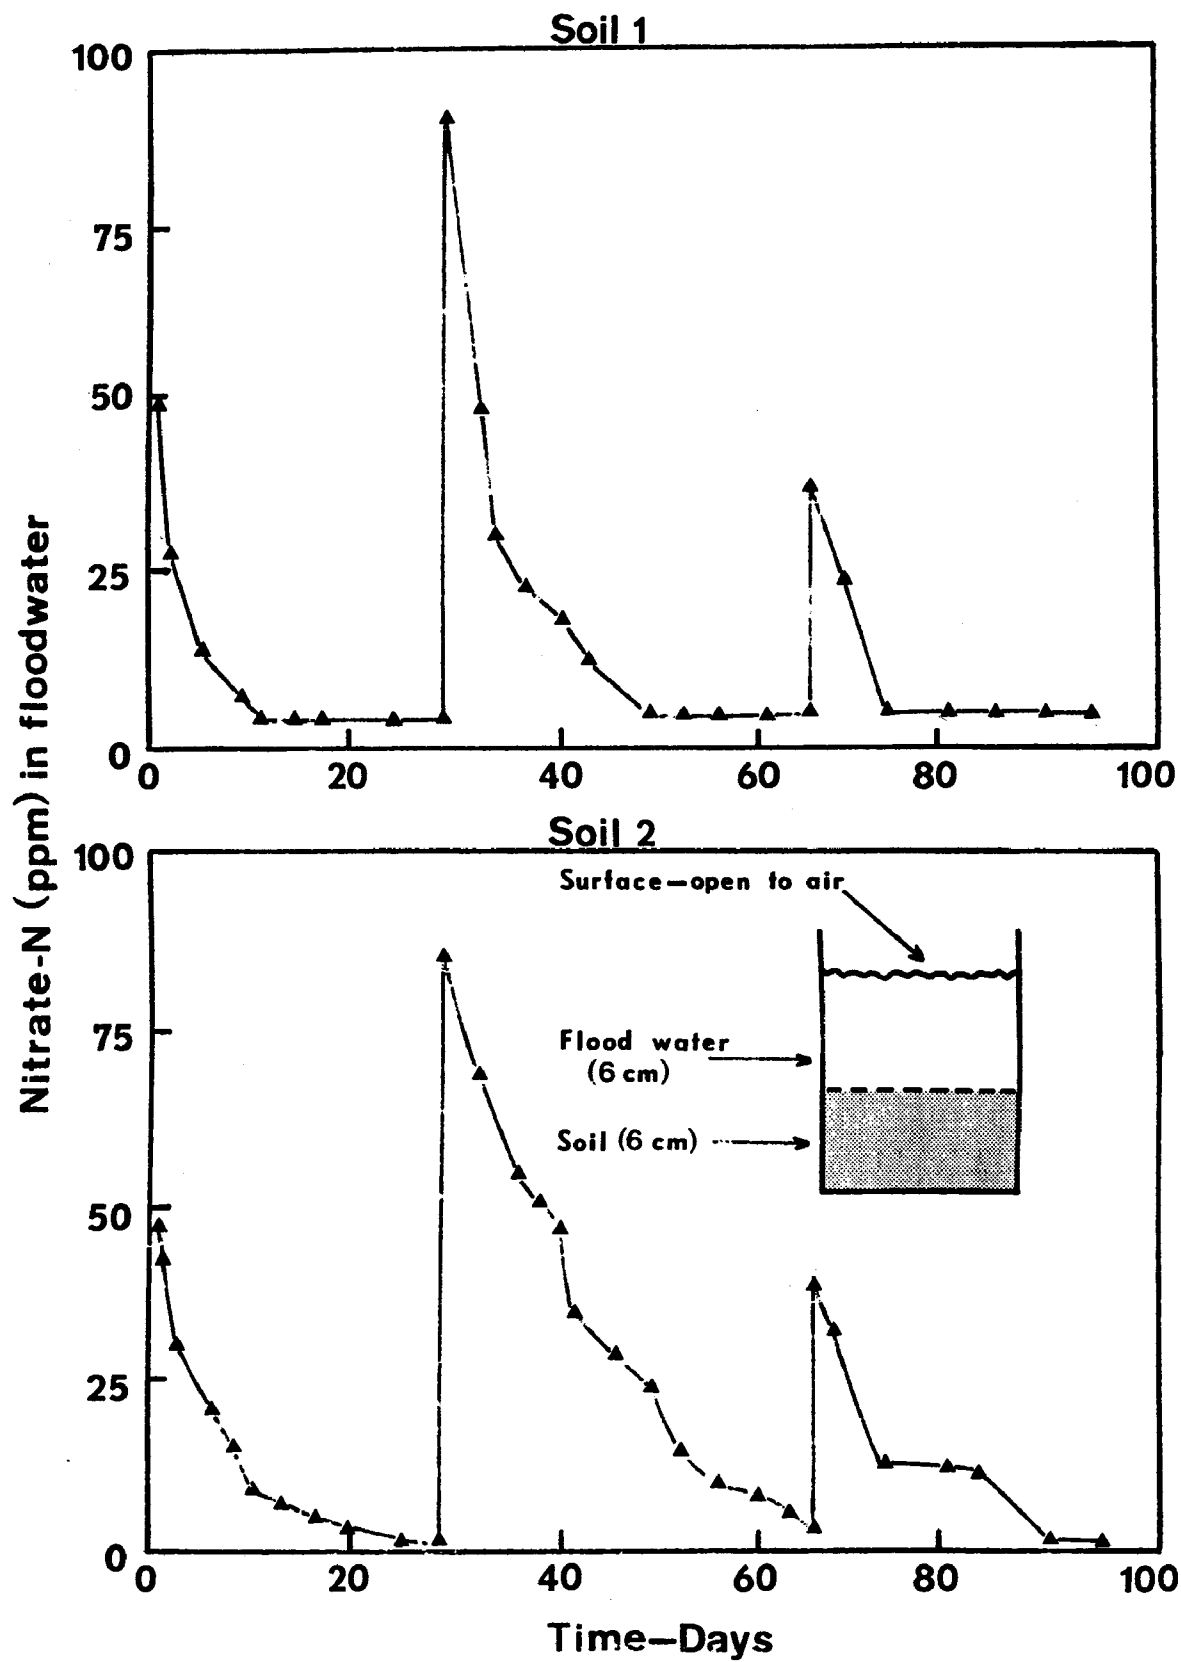 Soil 1
100
75
50
25
0
0 20 40 60 80 100
Nitrate-N (ppm) in floodwater
Soil 2
100
75
50
25
0
Surface—open to air
Flood water
(6 cm)
Soil (6 cm)
0 20 40 60 80 100
Time—Days